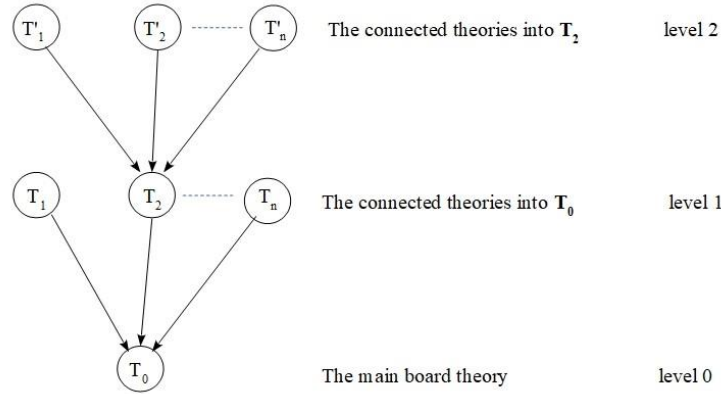 T'₁ T'₂ T'ₙ The connected theories into T₂ level 2
T₁ T₂ Tₙ The connected theories into T₀ level 1
T₀ The main board theory level 0